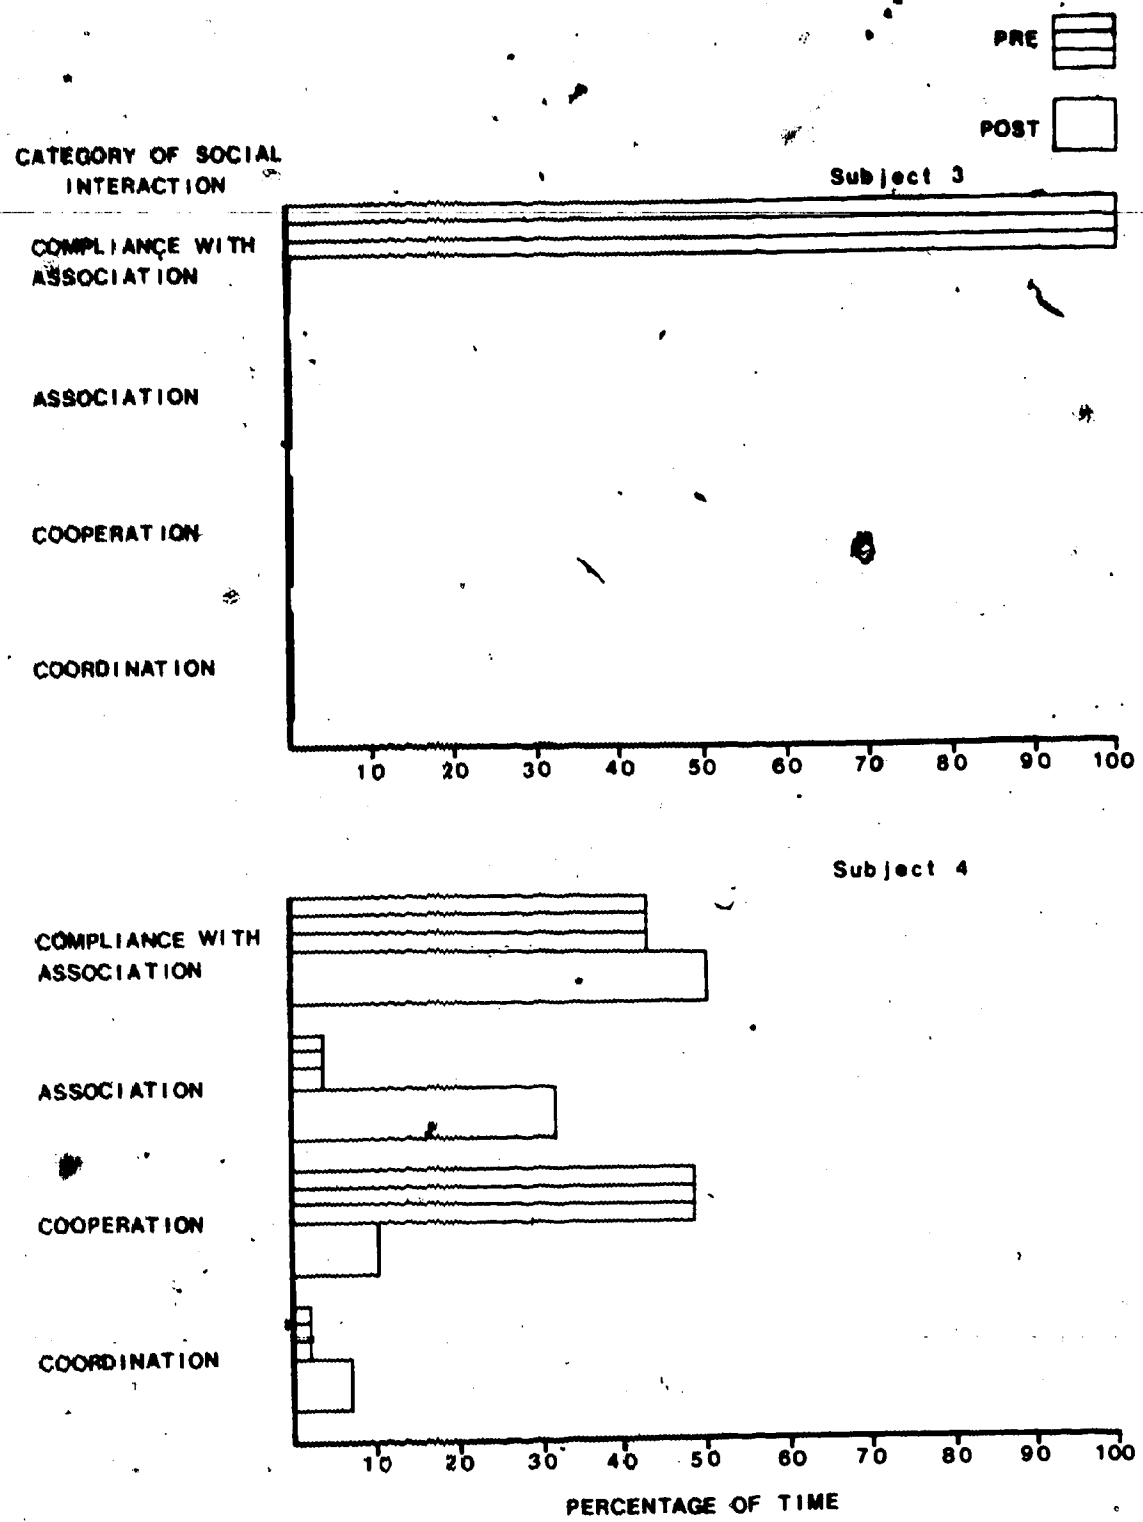 PRE
POST
CATEGORY OF SOCIAL
INTERACTION
Subject 3
COMPLIANCE WITH
ASSOCIATION
ASSOCIATION
COOPERATION
COORDINATION
10 20 30 40 50 60 70 80 90 100
Subject 4
COMPLIANCE WITH
ASSOCIATION
ASSOCIATION
COOPERATION
COORDINATION
10 20 30 40 50 60 70 80 90 100
PERCENTAGE OF TIME